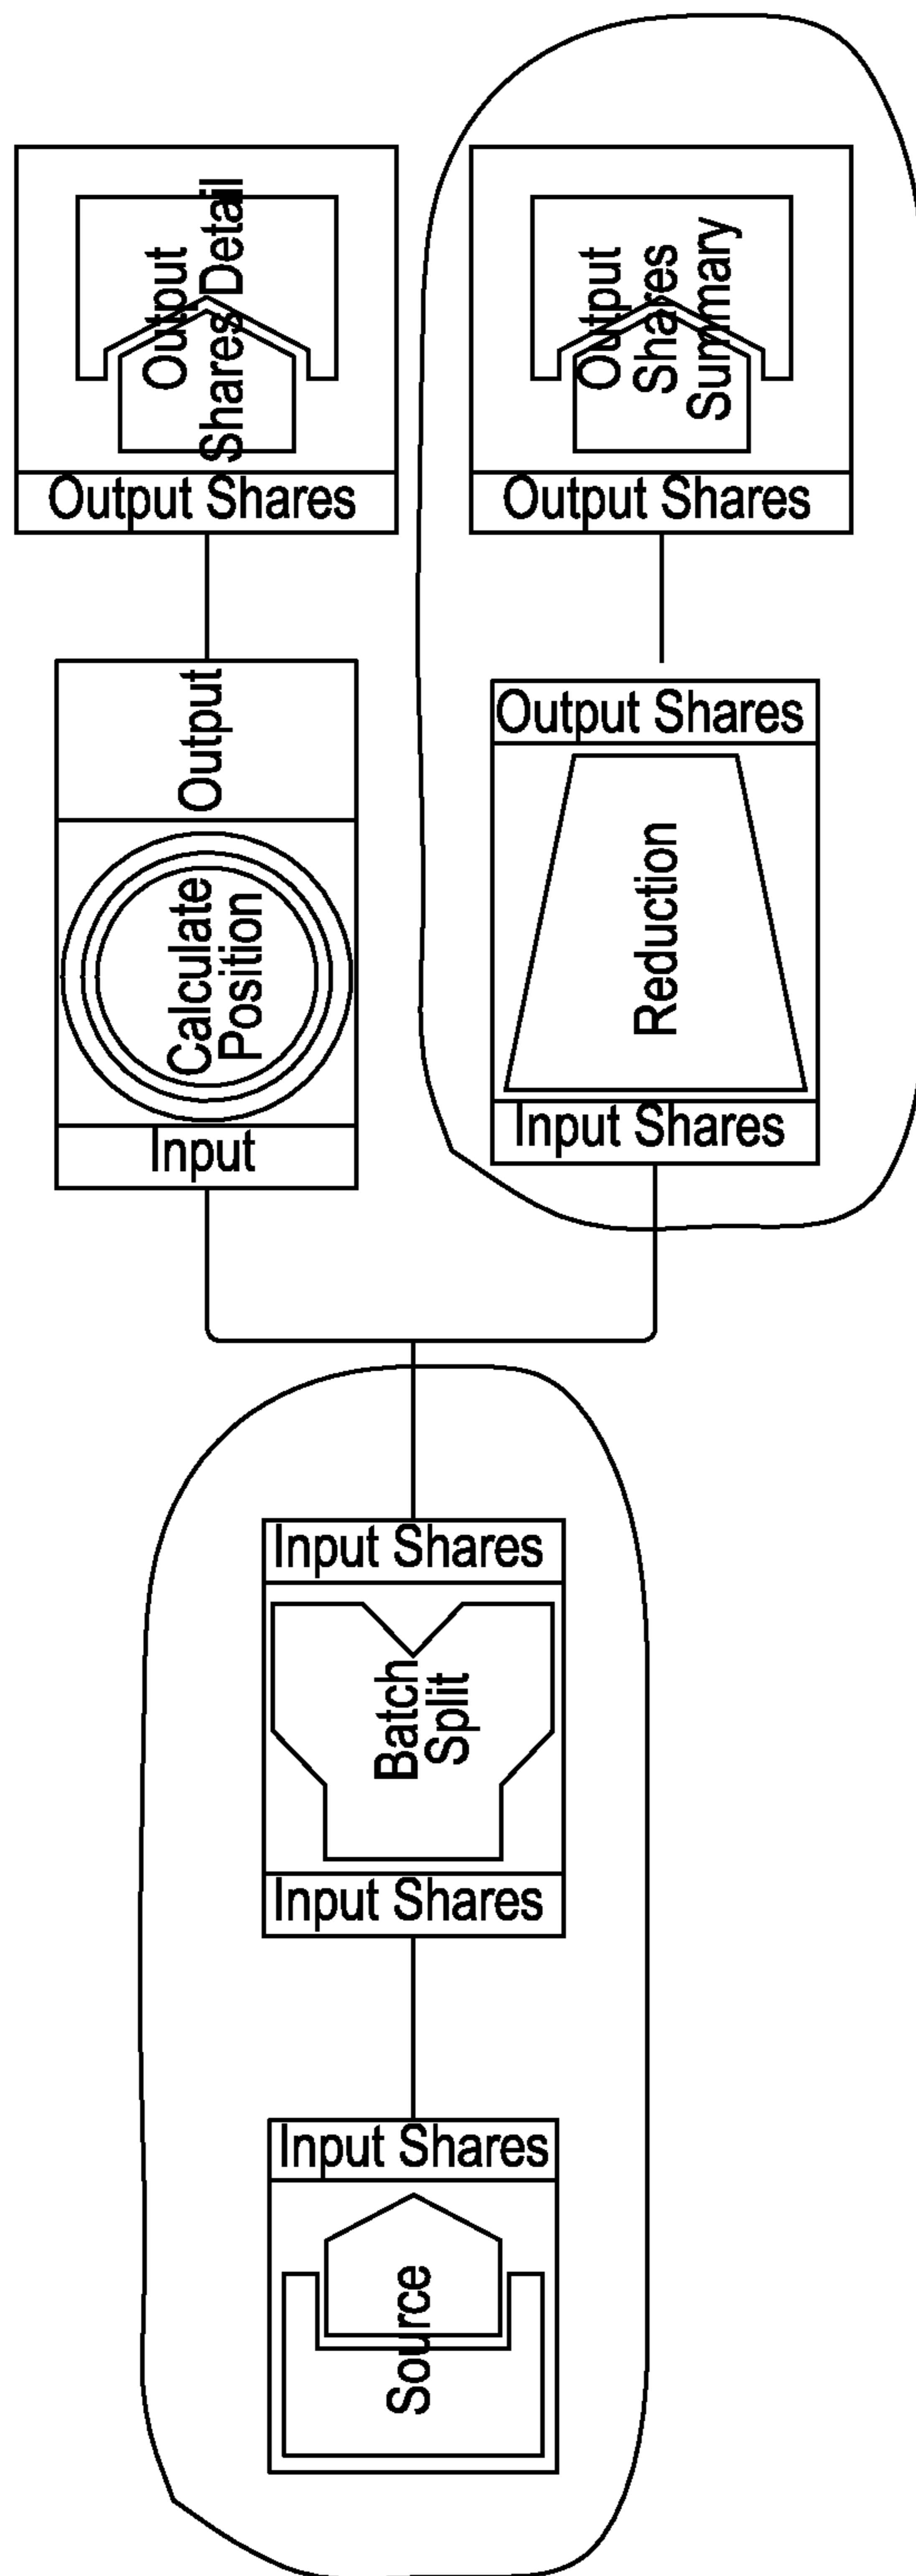 Output
Shares Detail
Output Shares
Output
Shares
Summary
Output Shares
Output
Calculate
Position
Input
Output Shares
Reduction
Input Shares
Input Shares
Batch
Split
Input Shares
Input Shares
Source